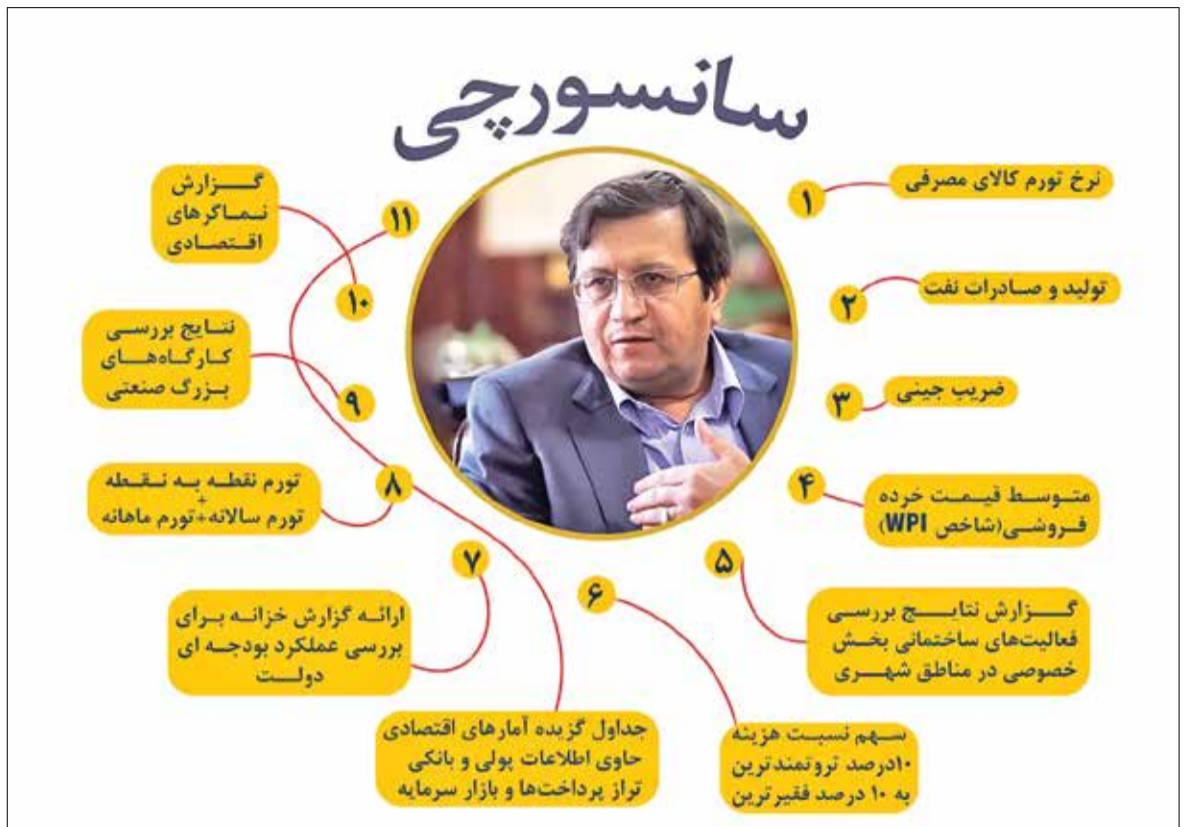 سانسورچی
۱
نرخ تورم کالای مصرفی
۲
تولید و صادرات نفت
۳
ضریب جینی
۴
متوسط قیمت خرده
فروشی(شاخص WPI)
۵
گزارش نتایج بررسی
فعالیت‌های ساختمانی بخش
خصوصی در مناطق شهری
۶
سهم نسبت هزینه
۱۰درصد ثروتمندترین
به ۱۰ درصد فقیرترین
۷
ارائه گزارش خزانه برای
بررسی عملکرد بودجه ای
دولت
۸
تورم نقطه به نقطه
+
تورم سالانه+تورم ماهانه
۹
نتایج بررسی
کارگاه‌های
بزرگ صنعتی
۱۰
گزارش
نماگرهای
اقتصادی
۱۱
جداول گزیده آمارهای اقتصادی
حاوی اطلاعات پولی و بانکی
تراز پرداخت‌ها و بازار سرمایه